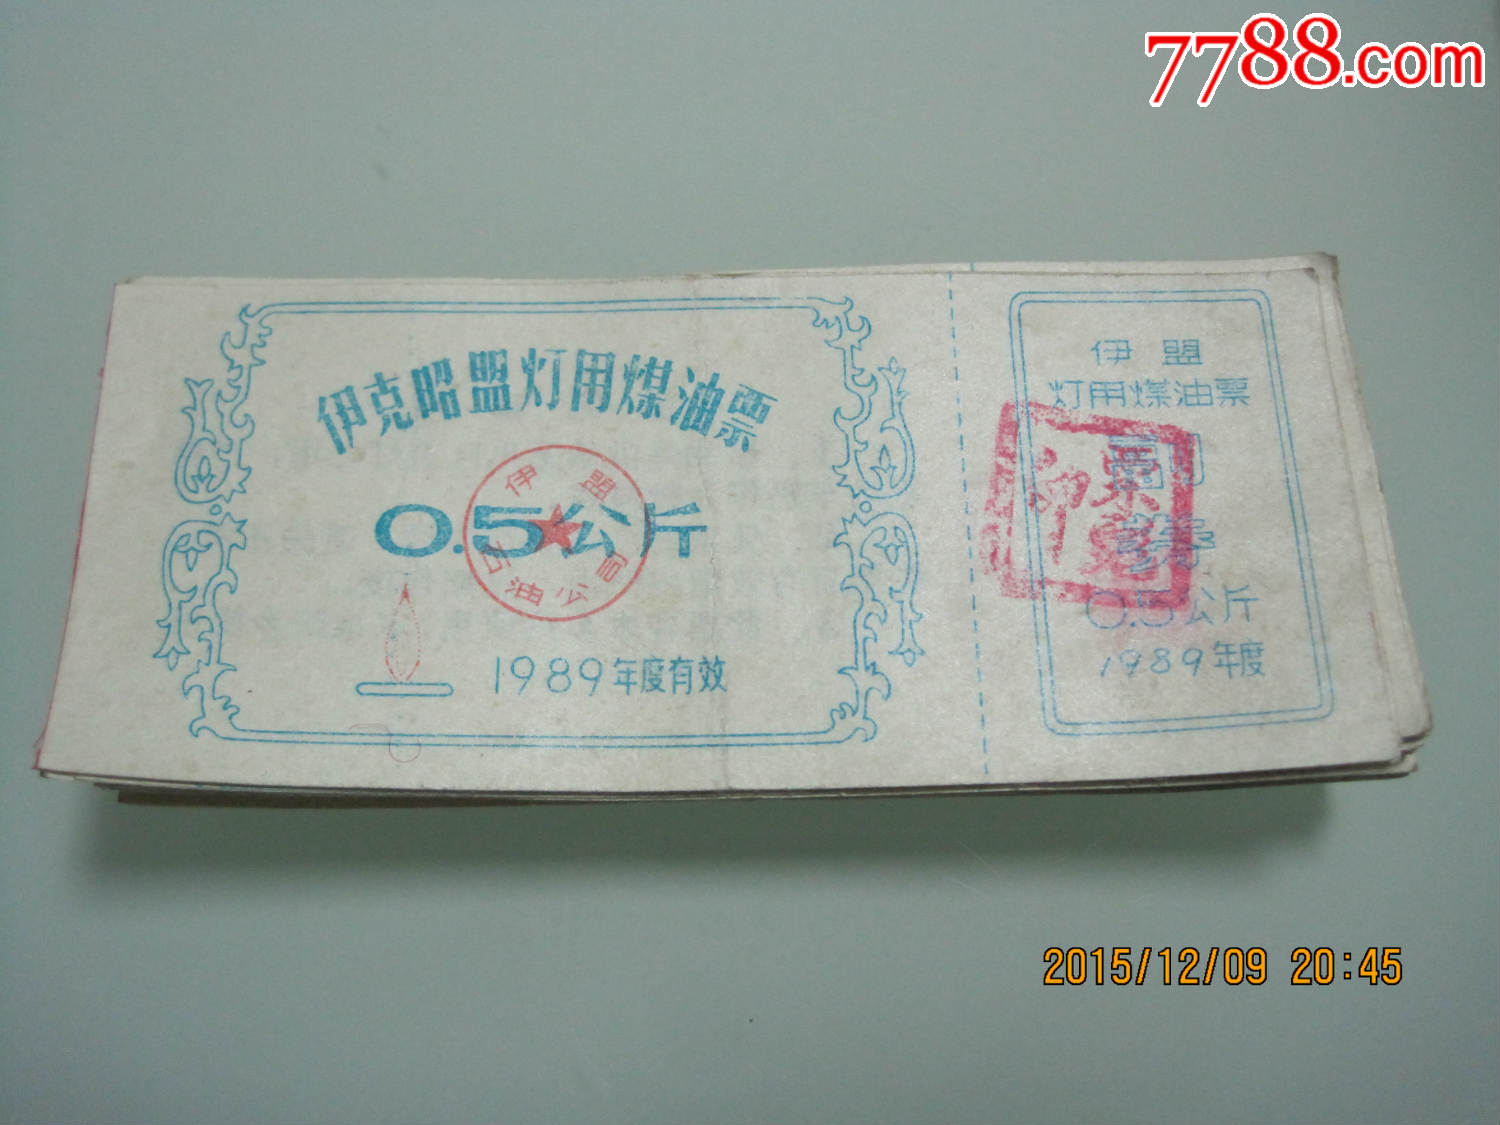 7788.com
伊克昭盟灯用煤油票
0.5公斤
伊盟
石油公司
1989年度有效
伊盟
灯用煤油票
副
券
0.5公斤
1989年度
2015/12/09 20:45